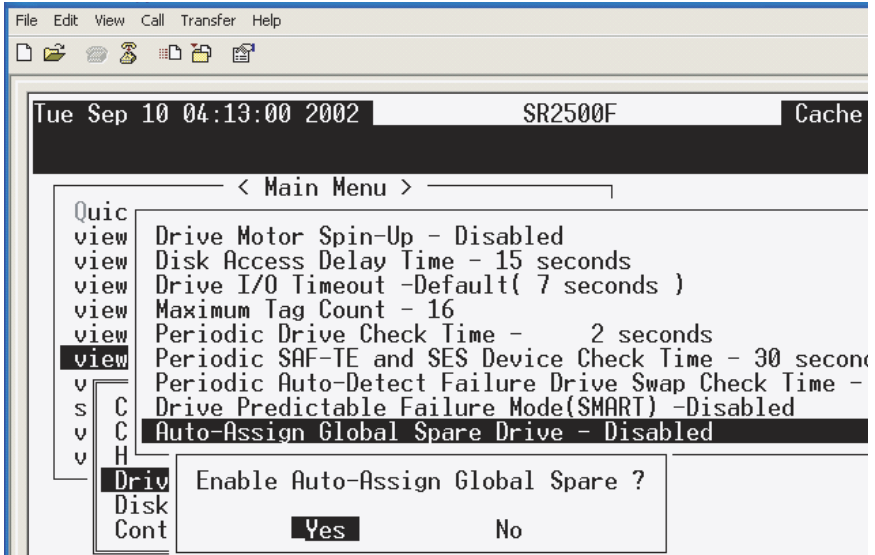 File Edit View Call Transfer Help
Tue Sep 10 04:13:00 2002 SR2500F Cache
< Main Menu >
Quic
view Drive Motor Spin-Up - Disabled
view Disk Access Delay Time - 15 seconds
view Drive I/O Timeout -Default( 7 seconds )
view Maximum Tag Count - 16
view Periodic Drive Check Time - 2 seconds
view Periodic SAF-TE and SES Device Check Time - 30 secon
v Periodic Auto-Detect Failure Drive Swap Check Time -
s C Drive Predictable Failure Mode(SMART) -Disabled
v C Auto-Assign Global Spare Drive - Disabled
v H
Driv Enable Auto-Assign Global Spare ?
Disk
Cont Yes No